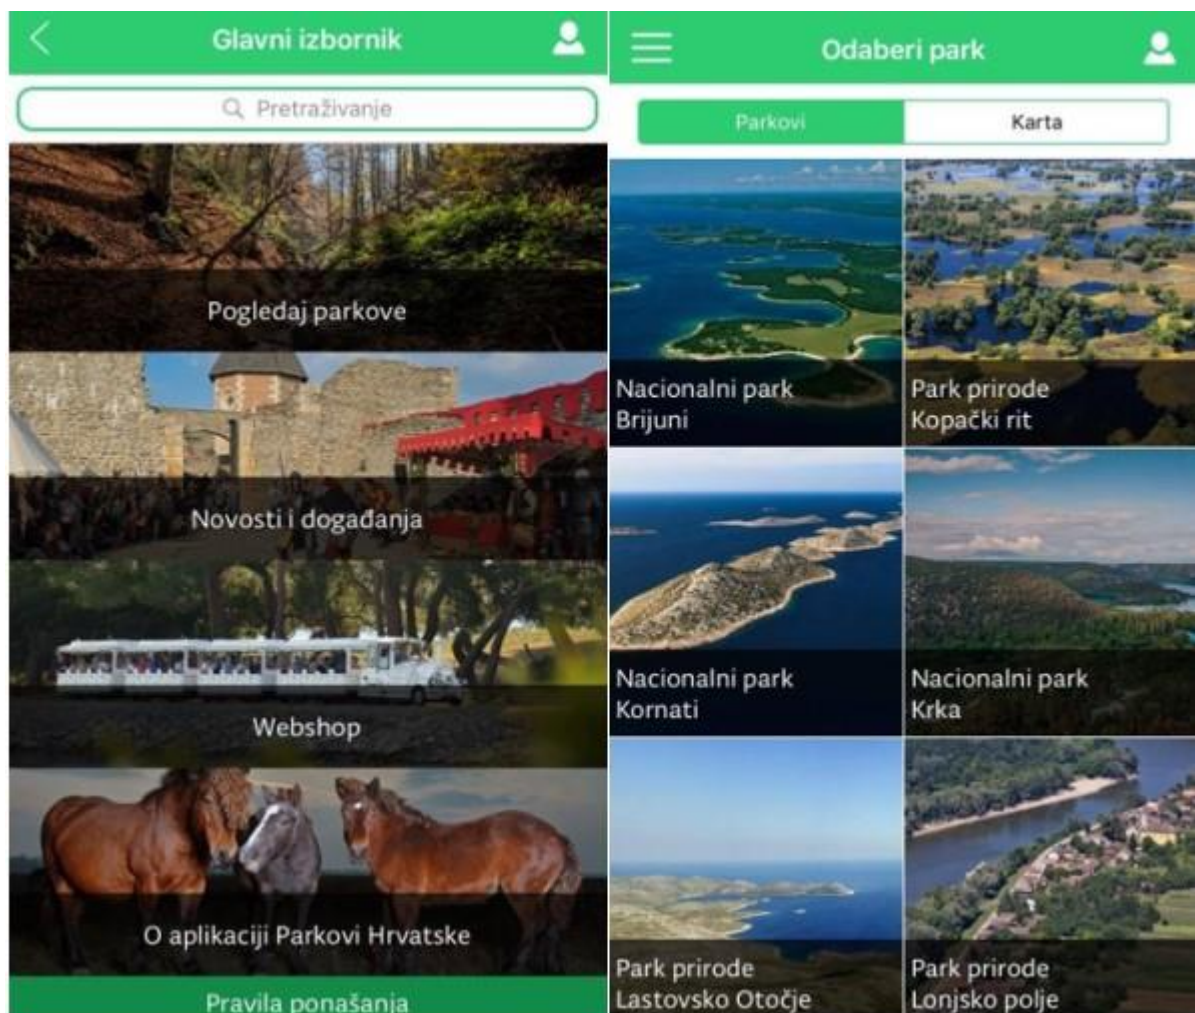 Glavni izbornik
Pretraživanje
Pogledaj parkove
Novosti i događanja
Webshop
O aplikaciji Parkovi Hrvatske
Pravila ponašanja
Odaberi park
Parkovi
Karta
Nacionalni park
Brijuni
Park prirode
Kopački rit
Nacionalni park
Kornati
Nacionalni park
Krka
Park prirode
Lastovsko Otočje
Park prirode
Lonjsko polje